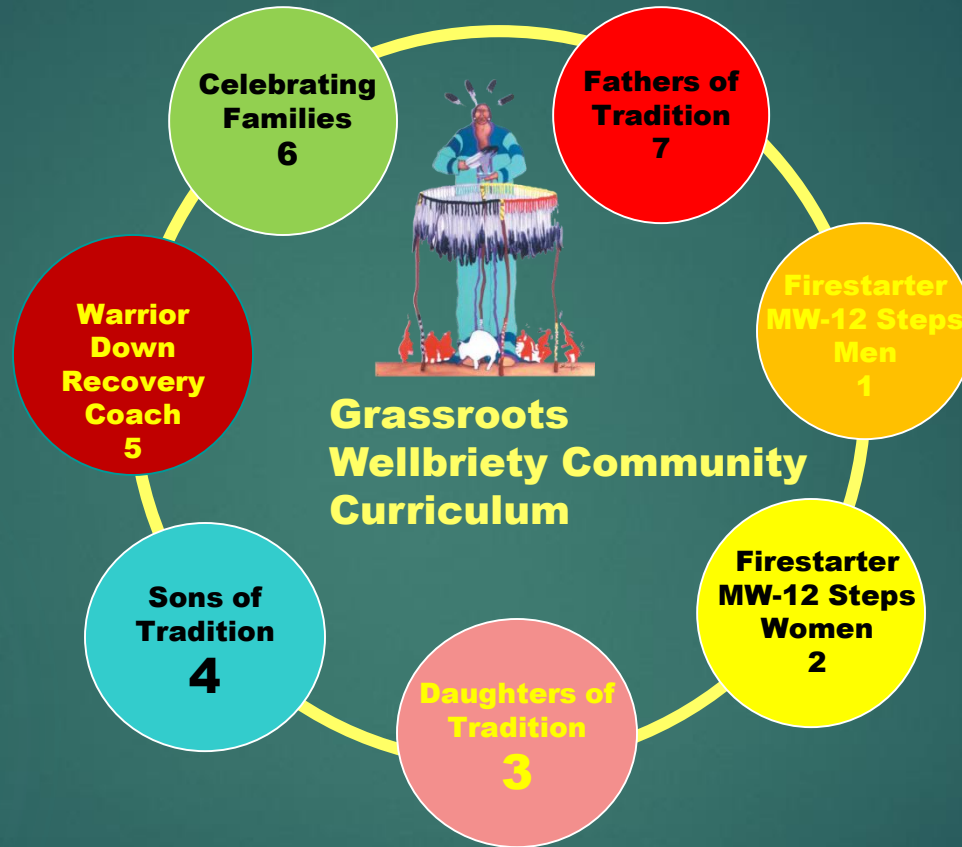 Celebrating
Families
6
Fathers of
Tradition
7
Firestarter
MW-12 Steps
Men
1
Firestarter
MW-12 Steps
Women
2
Daughters of
Tradition
3
Sons of
Tradition
4
Warrior
Down
Recovery
Coach
5
Grassroots
Wellbriety Community
Curriculum